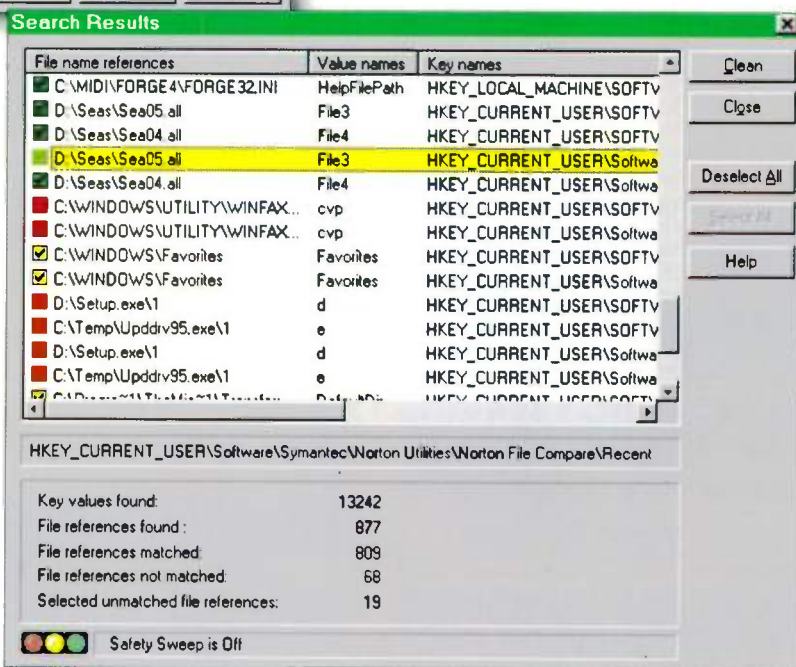 Search Results
File name references Value names Key names
C:\MIDI\FORGE4\FORGE32.INI HelpFilePath HKEY_LOCAL_MACHINE\SOFTV
D:\Seas\Sea05.all File3 HKEY_CURRENT_USER\SOFTV
D:\Seas\Sea04.all File4 HKEY_CURRENT_USER\SOFTV
D:\Seas\Sea05.all File3 HKEY_CURRENT_USER\Softwa
D:\Seas\Sea04.all File4 HKEY_CURRENT_USER\Softwa
C:\WINDOWS\UTILITY\WINFAX... cvp HKEY_CURRENT_USER\SOFTV
C:\WINDOWS\UTILITY\WINFAX... cvp HKEY_CURRENT_USER\Softwa
C:\WINDOWS\Favorites Favorites HKEY_CURRENT_USER\SOFTV
C:\WINDOWS\Favorites Favorites HKEY_CURRENT_USER\Softwa
D:\Setup.exe\1 d HKEY_CURRENT_USER\SOFTV
C:\Temp\Upddrv95.exe\1 e HKEY_CURRENT_USER\SOFTV
D:\Setup.exe\1 d HKEY_CURRENT_USER\Softwa
C:\Temp\Upddrv95.exe\1 e HKEY_CURRENT_USER\Softwa
HKEY_CURRENT_USER\SOFTV
Clean
Close
Deselect All
Select All
Help
HKEY_CURRENT_USER\Software\Symantec\Norton Utilities\Norton File Compare\Recent
Key values found: 13242
File references found : 877
File references matched: 809
File references not matched: 68
Selected unmatched file references: 19
Safety Sweep is Off